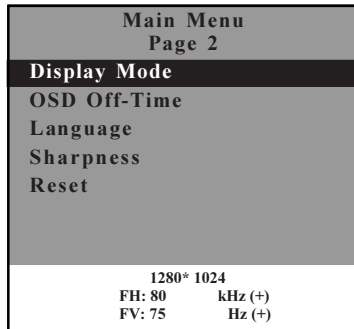 Main Menu
Page 2
Display Mode
OSD Off-Time
Language
Sharpness
Reset
1280* 1024
FH: 80 kHz (+)
FV: 75 Hz (+)